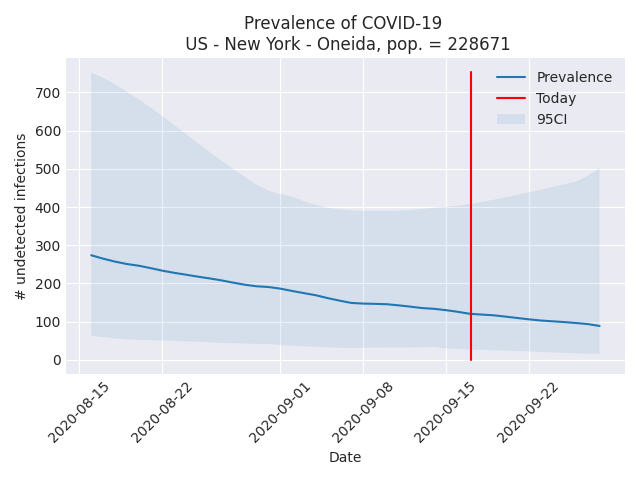 Prevalence of COVID-19
US - New York - Oneida, pop. = 228671
Prevalence
Today
95CI
# undetected infections
700
600
500
400
300
200
100
0
2020-08-15
2020-08-22
2020-09-01
2020-09-08
2020-09-15
2020-09-22
Date